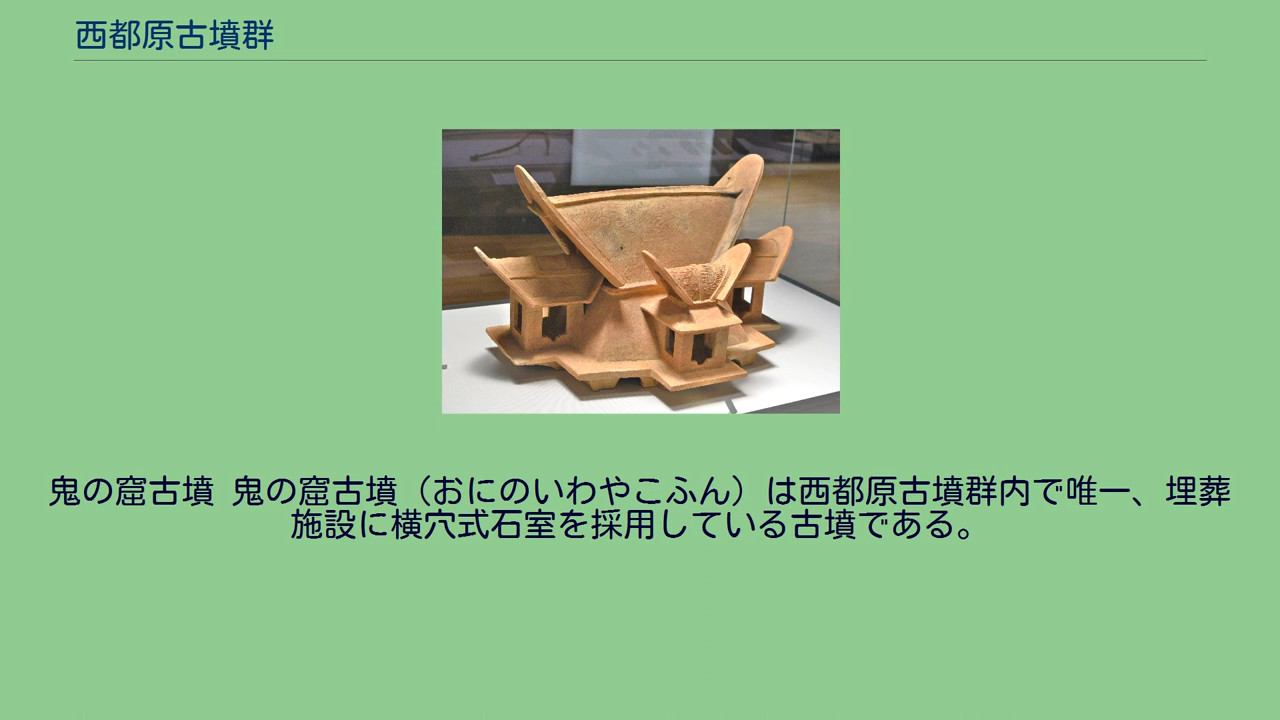 西都原古墳群
鬼の窟古墳 鬼の窟古墳（おにのいわやこふん）は西都原古墳群内で唯一、埋葬
施設に横穴式石室を採用している古墳である。